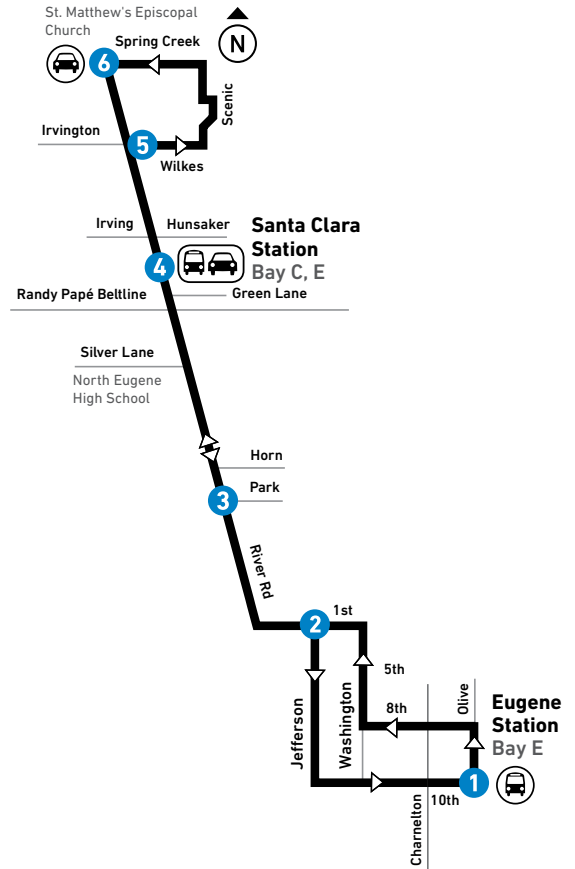 St. Matthew's Episcopal
Church
Spring Creek
N
6
Scenic
Irvington
5
Wilkes
Irving
Hunsaker
Santa Clara
Station
Bay C, E
4
Randy Papé Beltline
Green Lane
Silver Lane
North Eugene
High School
Horn
Park
3
River Rd
1st
2
5th
Olive
8th
Eugene
Station
Bay E
Jefferson
Washington
1
10th
Charnelton